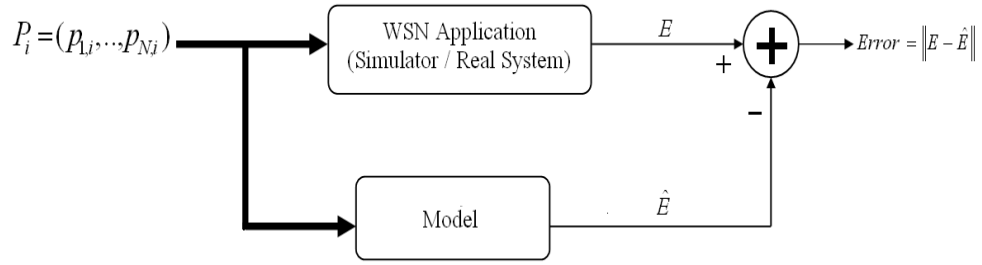 P_i=(p_{1,i},..,p_{N,i})
WSN Application
(Simulator / Real System)
E
+
+
Error = ‖E − Ê‖
−
Model
Ê